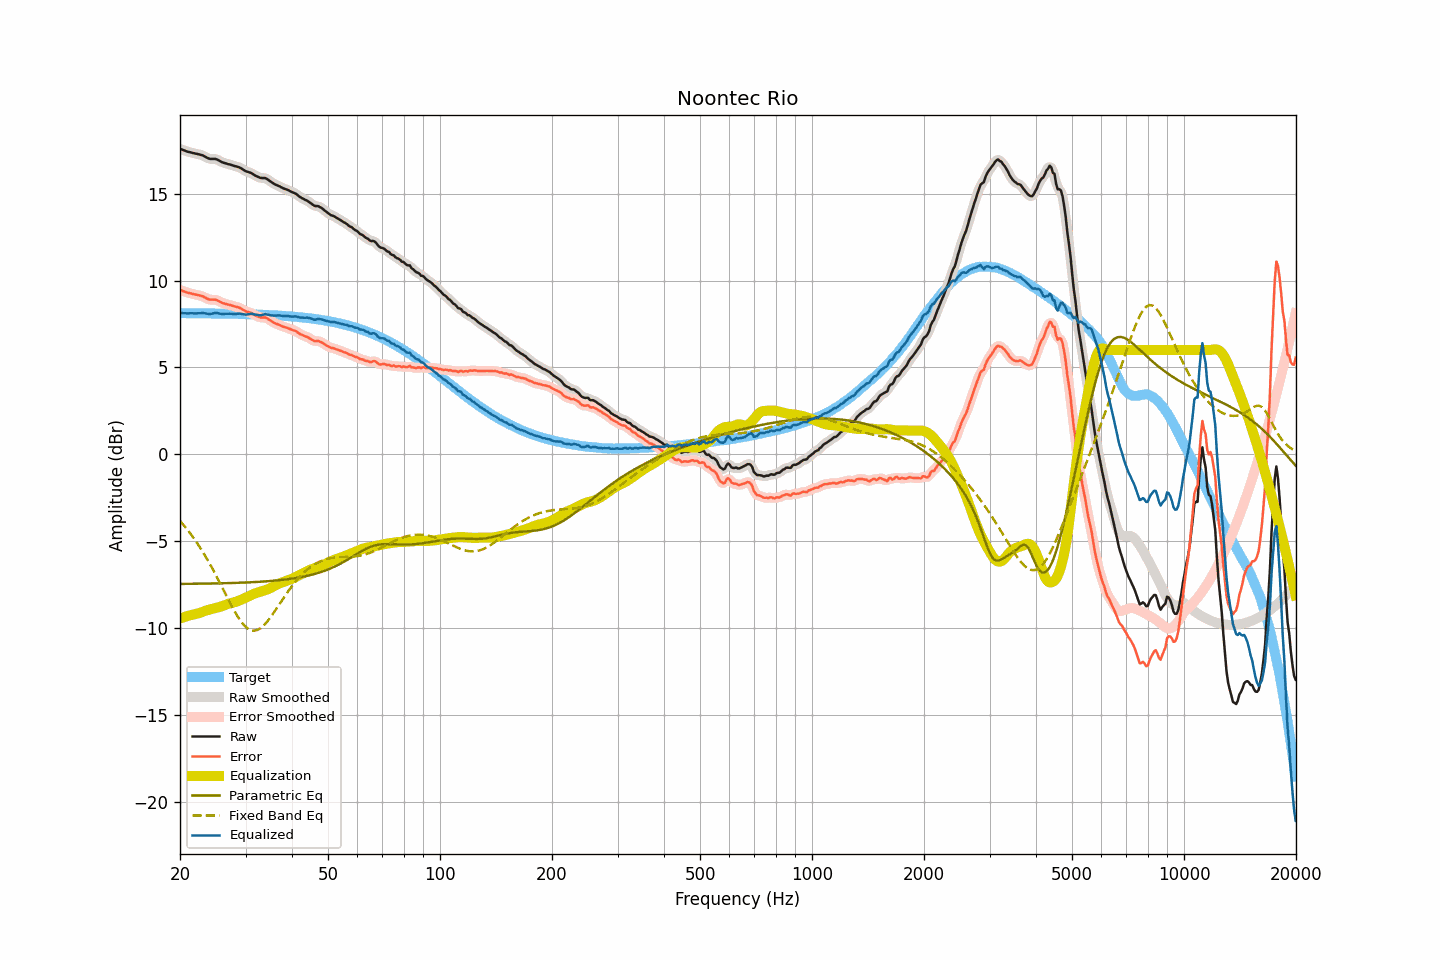 Noontec Rio
Amplitude (dBr)
15
10
5
0
−5
−10
−15
−20
Target
Raw Smoothed
Error Smoothed
Raw
Error
Equalization
Parametric Eq
Fixed Band Eq
Equalized
20 50 100 200 500 1000 2000 5000 10000 20000
Frequency (Hz)